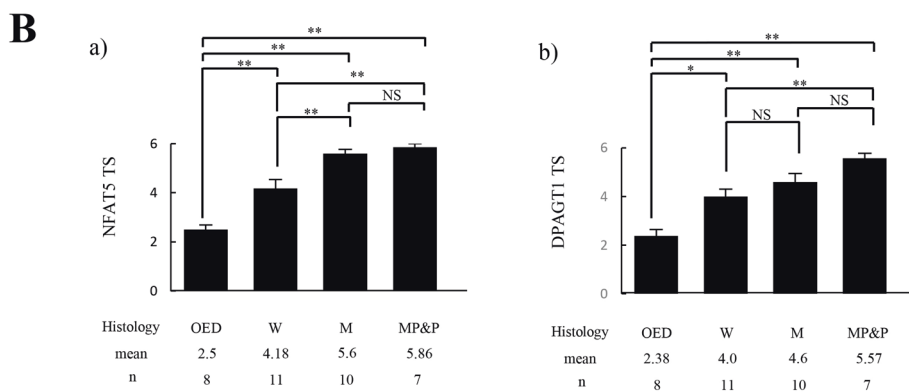 B
a)
**
**
**
**
NS
**
6
4
2
0
NFAT5 TS
Histology OED W M MP&P
mean 2.5 4.18 5.6 5.86
n 8 11 10 7
b)
**
**
*
**
NS
NS
6
4
2
0
DPAGT1 TS
Histology OED W M MP&P
mean 2.38 4.0 4.6 5.57
n 8 11 10 7